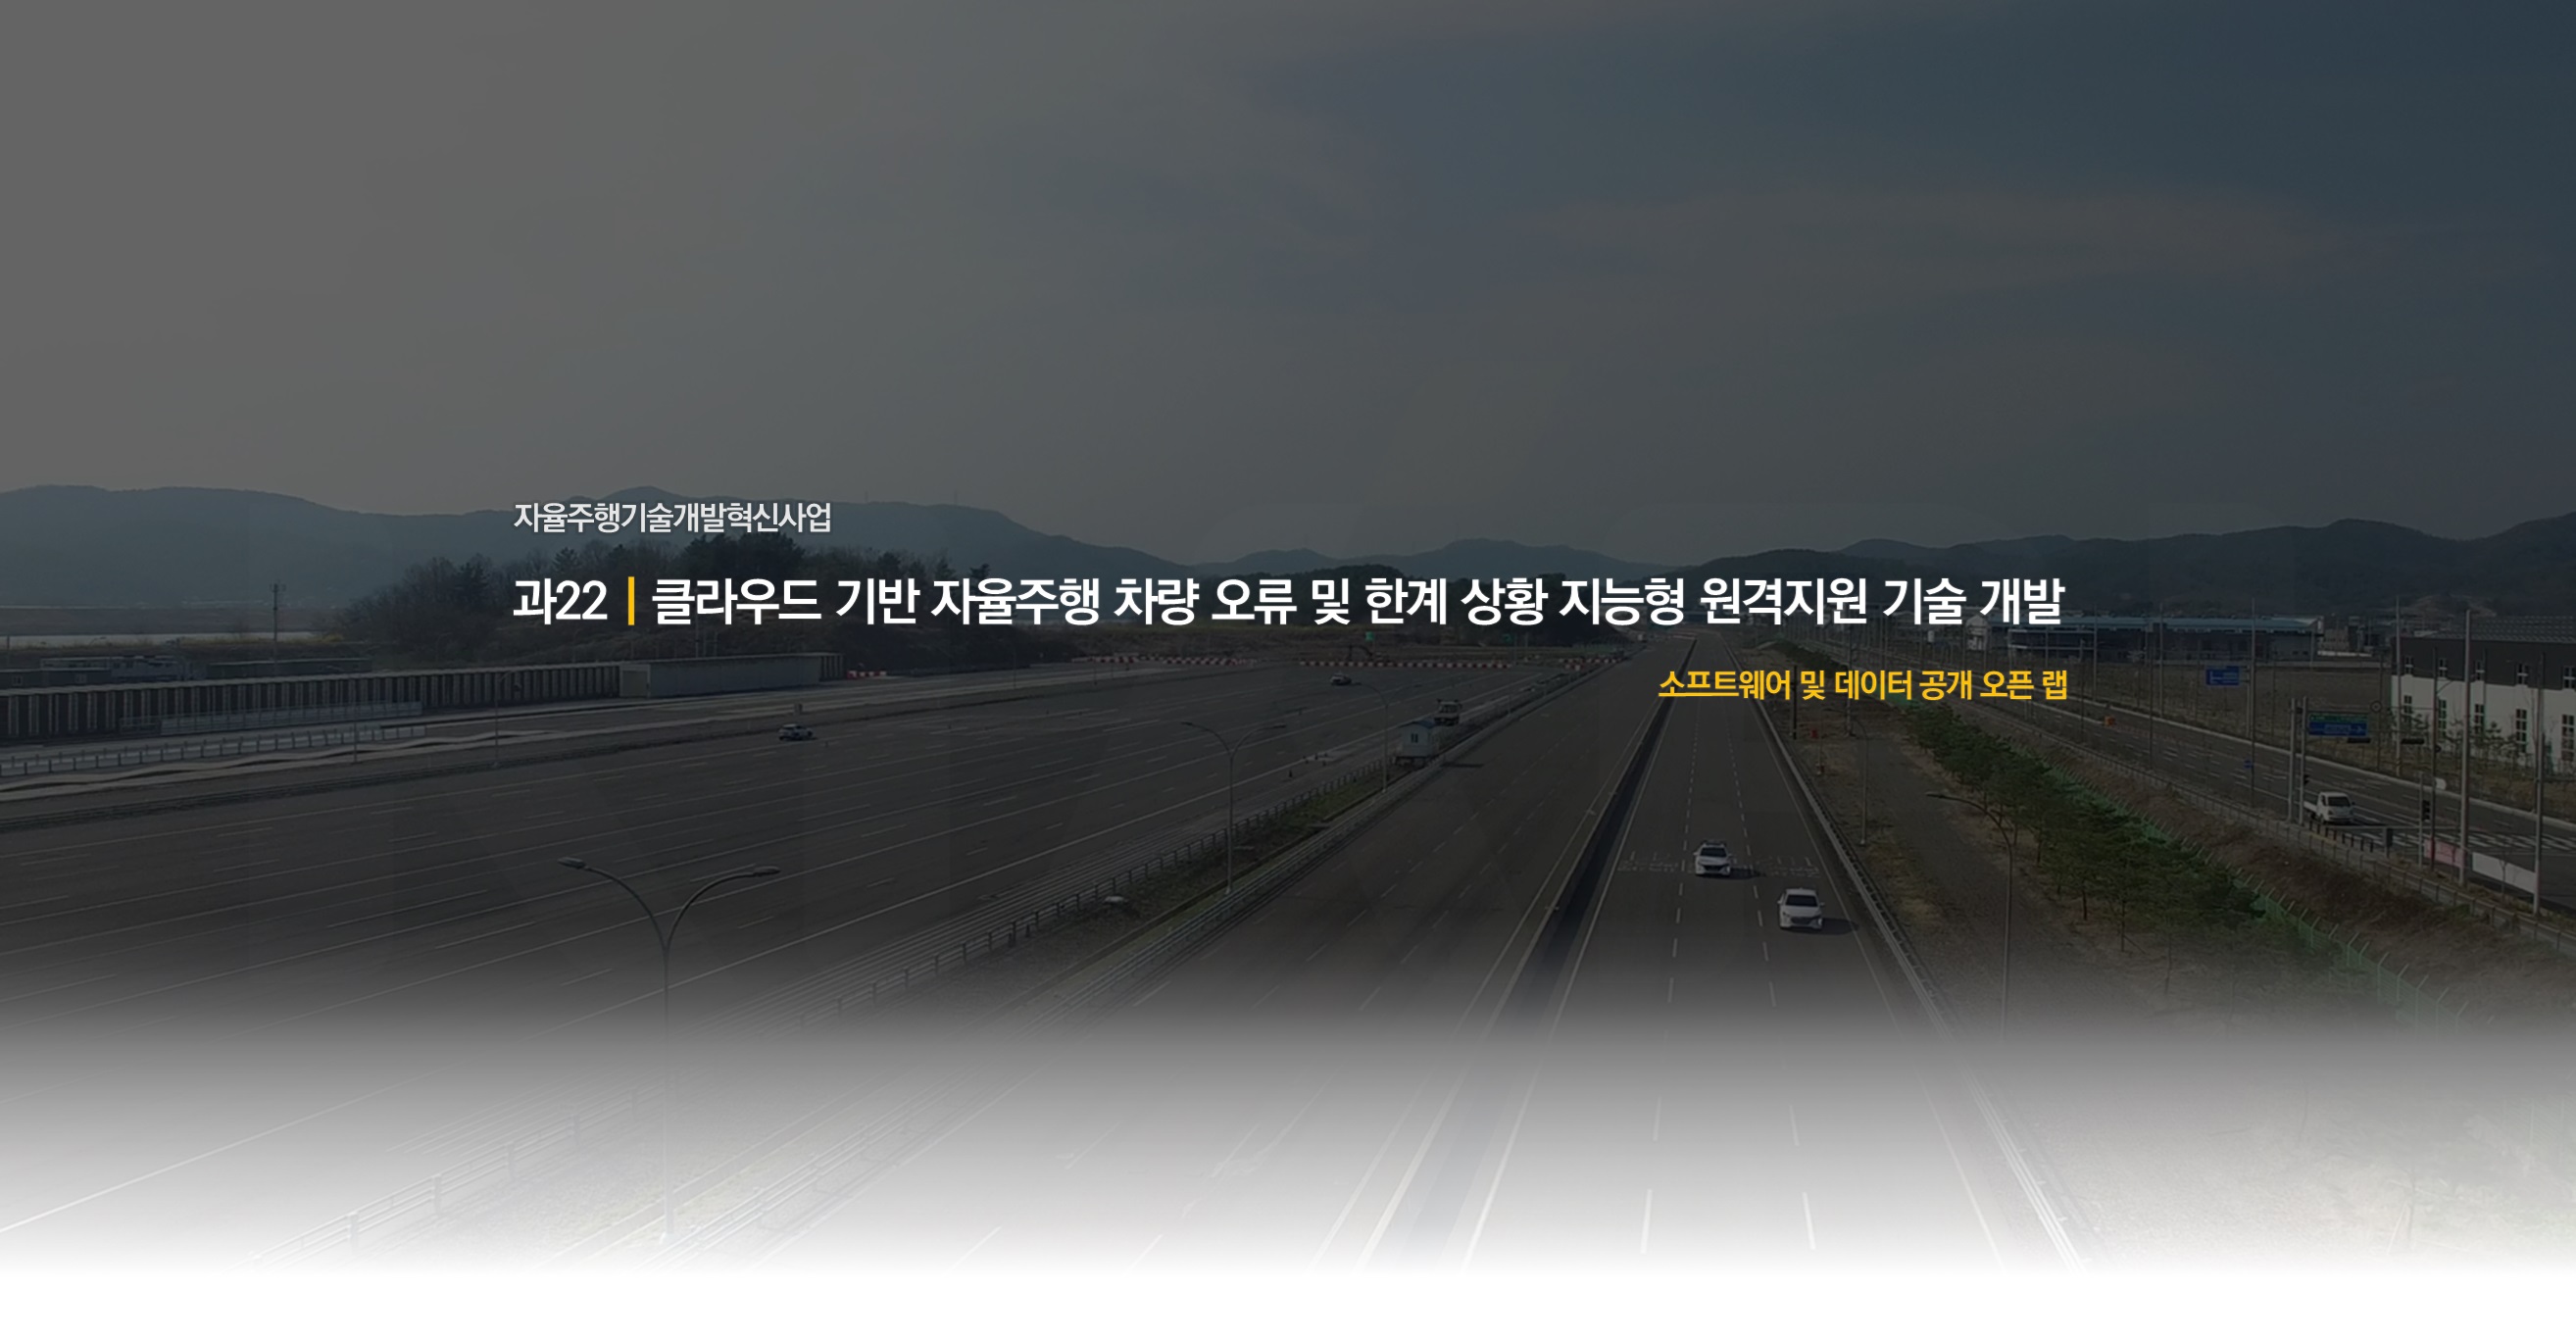 자율주행기술개발혁신사업
과22 | 클라우드 기반 자율주행 차량 오류 및 한계 상황 지능형 원격지원 기술 개발
소프트웨어 및 데이터 공개 오픈 랩